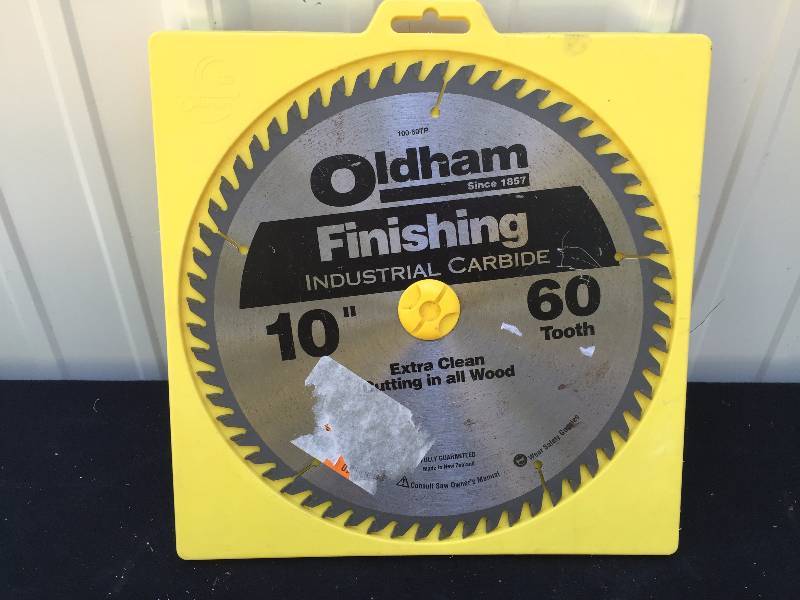 100-607P
Oldham
Since 1857
Finishing
INDUSTRIAL CARBIDE
10" 60
Tooth
Extra Clean
Cutting in all Wood
FULLY GUARANTEED
Made in New Zealand
Wear Safety Goggles
Consult Saw Owner's Manual